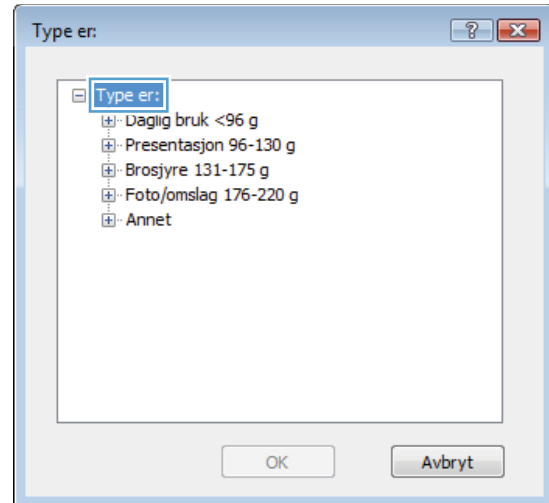 Type er:
Type er:
Daglig bruk <96 g
Presentasjon 96-130 g
Brosjyre 131-175 g
Foto/omslag 176-220 g
Annet
OK Avbryt